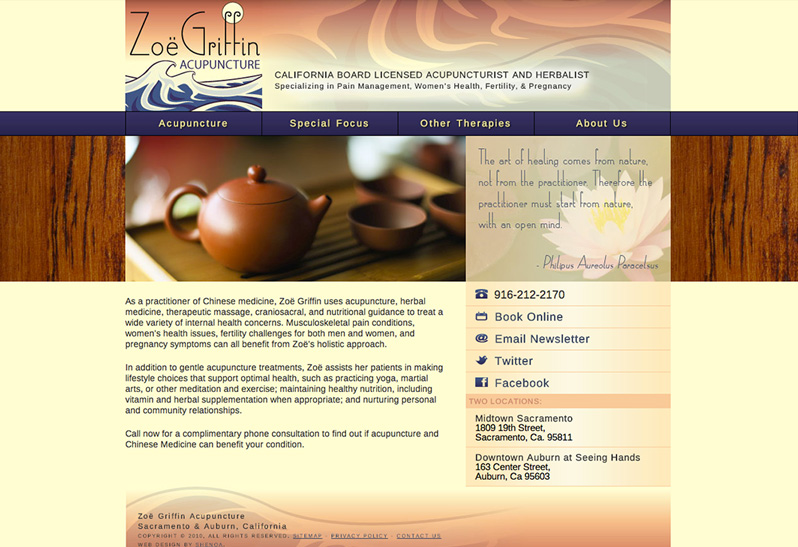 Zoë Griffin
ACUPUNCTURE
CALIFORNIA BOARD LICENSED ACUPUNCTURIST AND HERBALIST
Specializing in Pain Management, Women's Health, Fertility, & Pregnancy
Acupuncture
Special Focus
Other Therapies
About Us
The art of healing comes from nature,
not from the practitioner. Therefore the
practitioner must start from nature,
with an open mind.
- Philipus Aureolus Paracelsus
As a practitioner of Chinese medicine, Zoë Griffin uses acupuncture, herbal
medicine, therapeutic massage, craniosacral, and nutritional guidance to treat a
wide variety of internal health concerns. Musculoskeletal pain conditions,
women's health issues, fertility challenges for both men and women, and
pregnancy symptoms can all benefit from Zoë's holistic approach.
In addition to gentle acupuncture treatments, Zoë assists her patients in making
lifestyle choices that support optimal health, such as practicing yoga, martial
arts, or other meditation and exercise; maintaining healthy nutrition, including
vitamin and herbal supplementation when appropriate; and nurturing personal
and community relationships.
Call now for a complimentary phone consultation to find out if acupuncture and
Chinese Medicine can benefit your condition.
916-212-2170
Book Online
Email Newsletter
Twitter
Facebook
TWO LOCATIONS:
Midtown Sacramento
1809 19th Street,
Sacramento, Ca. 95811
Downtown Auburn at Seeing Hands
163 Center Street,
Auburn, Ca 95603
Zoë Griffin Acupuncture
Sacramento & Auburn, California
COPYRIGHT © 2010, ALL RIGHTS RESERVED. SITEMAP - PRIVACY POLICY - CONTACT US
WEB DESIGN BY SHENOA.